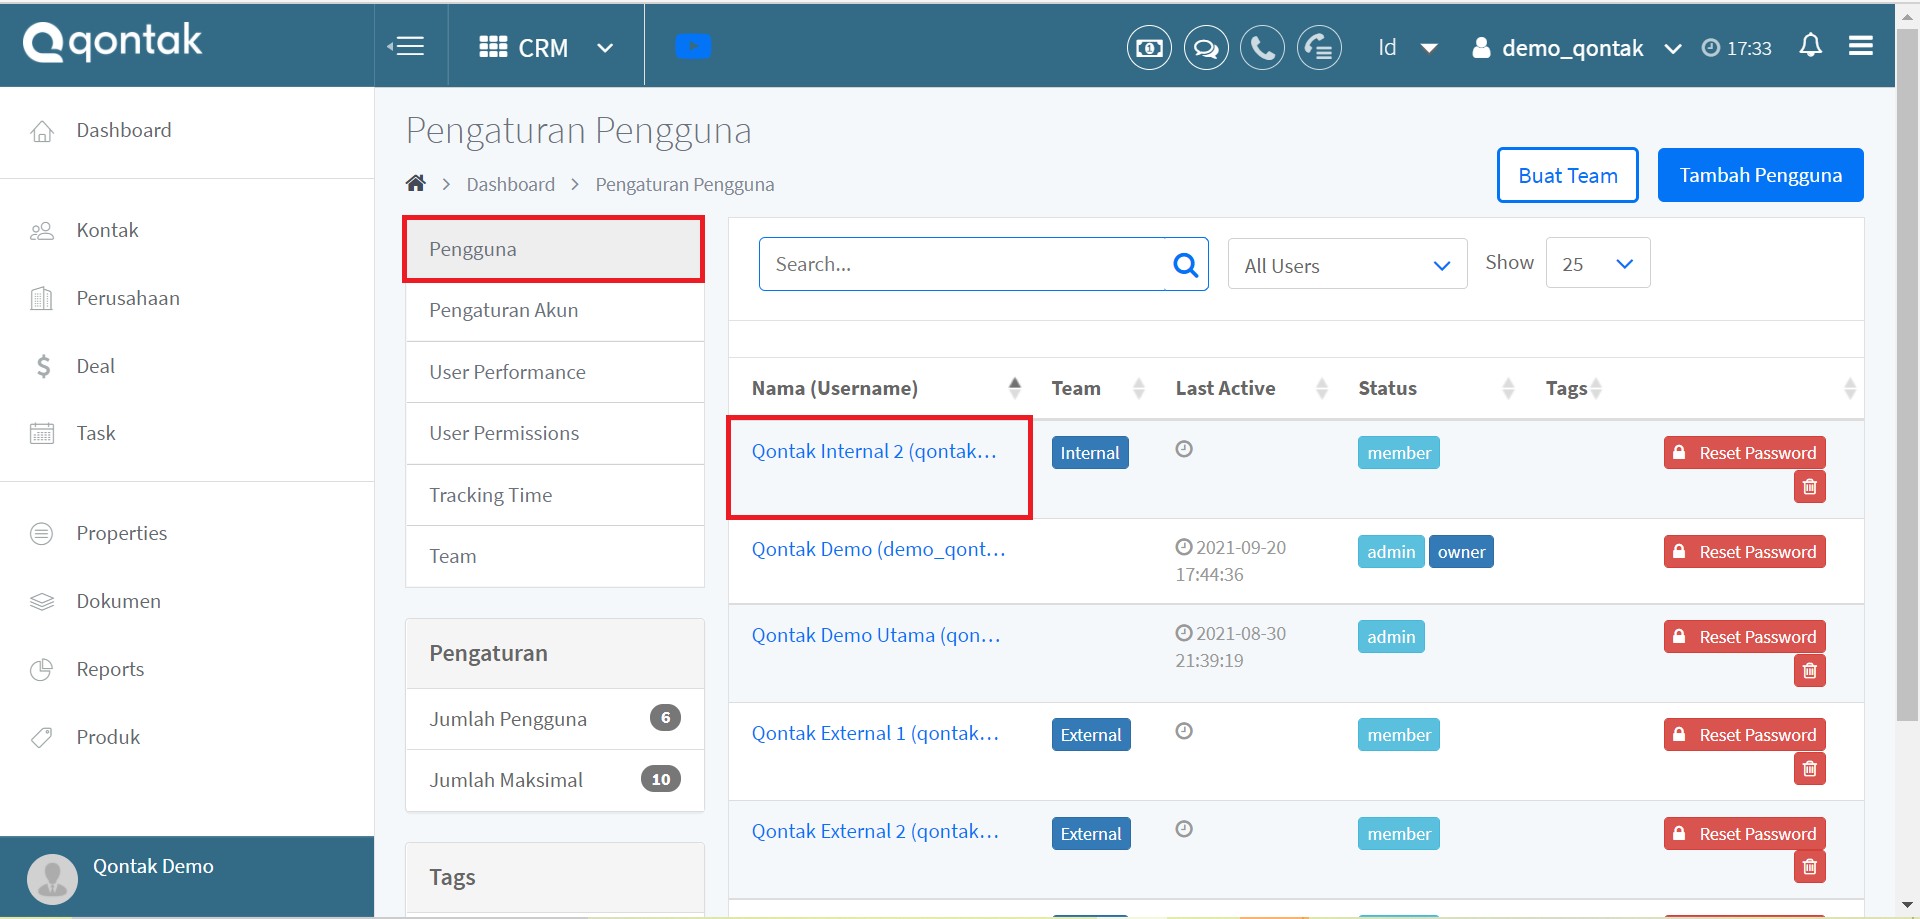 qontak
CRM
Id
demo_qontak
17:33
Dashboard
Kontak
Perusahaan
Deal
Task
Properties
Dokumen
Reports
Produk
Qontak Demo
Pengaturan Pengguna
Dashboard
Pengaturan Pengguna
Buat Team
Tambah Pengguna
Pengguna
Pengaturan Akun
User Performance
User Permissions
Tracking Time
Team
Pengaturan
Jumlah Pengguna 6
Jumlah Maksimal 10
Tags
Search...
All Users
Show 25
Nama (Username) Team Last Active Status Tags
Qontak Internal 2 (qontak... Internal member Reset Password
Qontak Demo (demo_qont... 2021-09-20 admin owner Reset Password
17:44:36
Qontak Demo Utama (qon... 2021-08-30 admin Reset Password
21:39:19
Qontak External 1 (qontak... External member Reset Password
Qontak External 2 (qontak... External member Reset Password